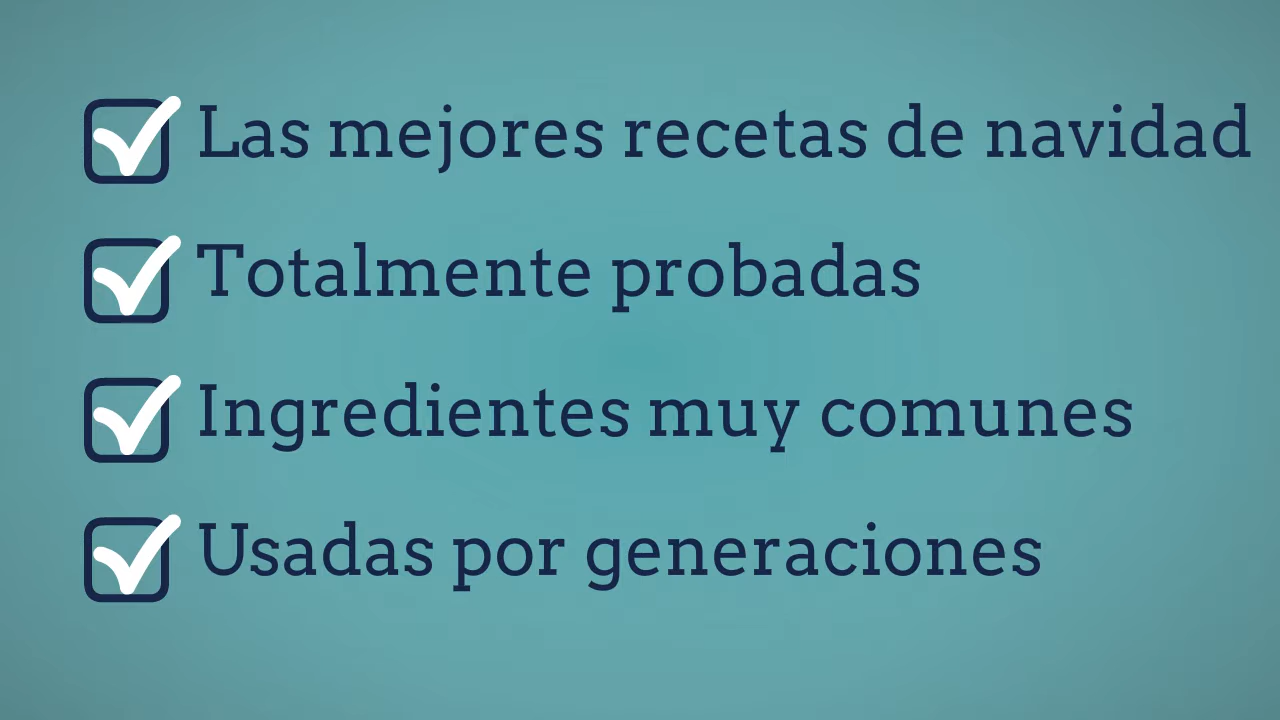 Las mejores recetas de navidad
Totalmente probadas
Ingredientes muy comunes
Usadas por generaciones